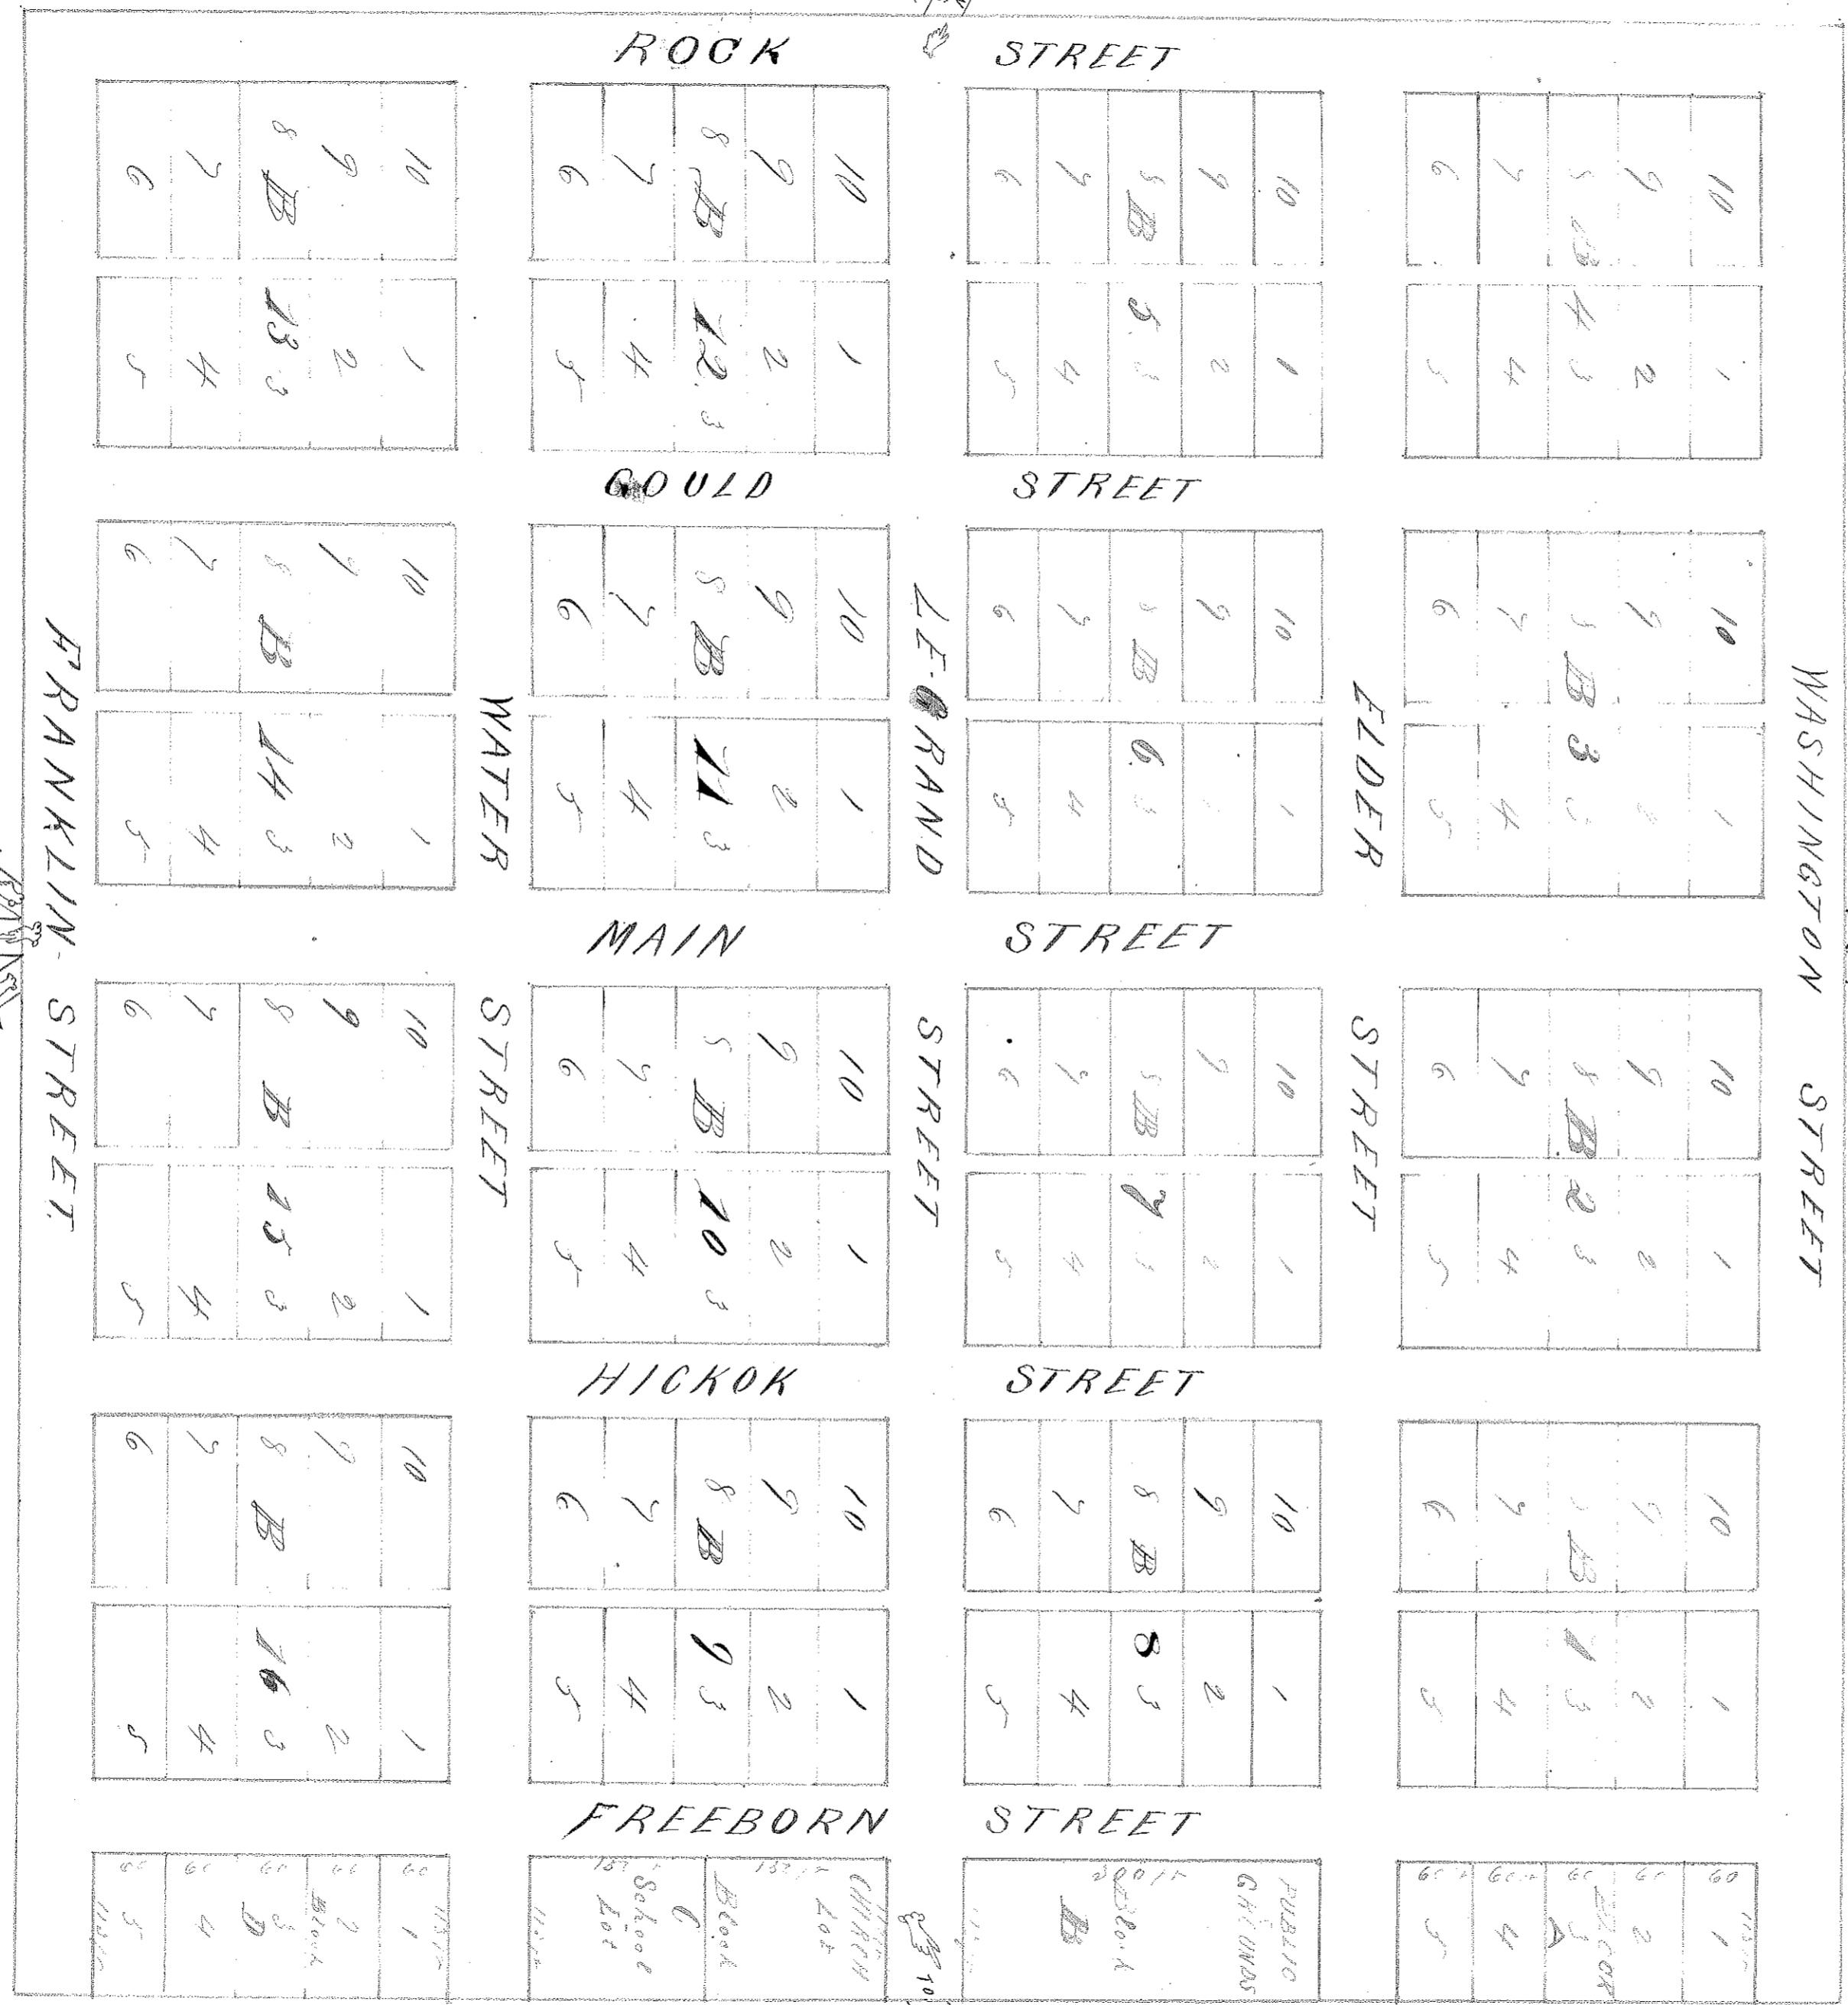 ROCK STREET
10 9 8 7 6
B 13
1 2 3 4 5
10 9 8 7 6
B 12
1 2 3 4 5
10 9 8 7 6
B 5
1 2 3 4 5
10 9 8 7 6
B 4
1 2 3 4 5
GOULD STREET
10 9 8 7 6
B 14
1 2 3 4 5
10 9 8 7 6
B 11
1 2 3 4 5
10 9 8 7 6
B 6
1 3 4 5
10 9 8 7 6
B 3
1 2 3 4 5
FRANKLIN STREET
WATER STREET
LE-GRAND STREET
ELDER STREET
WASHINGTON STREET
MAIN STREET
10 9 8 7 6
B 15
1 2 3 4 5
10 9 8 7 6
B 10
1 2 3 4 5
10 9 8 7 6
B 7
1 2 3 4 5
10 9 8 7 6
B 2
1 2 3 4 5
HICKOK STREET
10 9 8 7 6
B 16
1 2 3 4 5
10 9 8 7 6
B 9
1 2 3 4 5
10 9 8 7 6
B 8
1 2 3 4 5
10 9 8 7 6
B 1
1 2 3 4 5
FREEBORN STREET
1 2 3 4 5
Block D
CHURCH Lot
Block C
School Lot
PUBLIC GROUNDS
300 ft
Block B
60
1 2 3 4 5
Block A